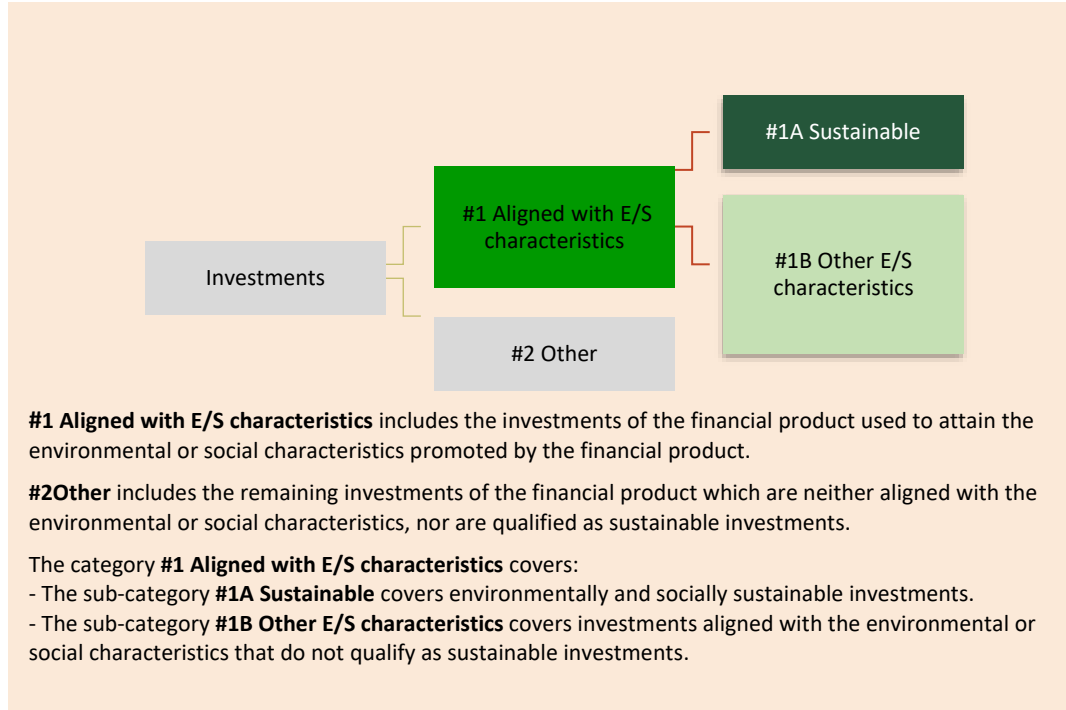 #1A Sustainable
#1 Aligned with E/S
characteristics
#1B Other E/S
characteristics
Investments
#2 Other
#1 Aligned with E/S characteristics includes the investments of the financial product used to attain the
environmental or social characteristics promoted by the financial product.
#2Other includes the remaining investments of the financial product which are neither aligned with the
environmental or social characteristics, nor are qualified as sustainable investments.
The category #1 Aligned with E/S characteristics covers:
- The sub-category #1A Sustainable covers environmentally and socially sustainable investments.
- The sub-category #1B Other E/S characteristics covers investments aligned with the environmental or
social characteristics that do not qualify as sustainable investments.